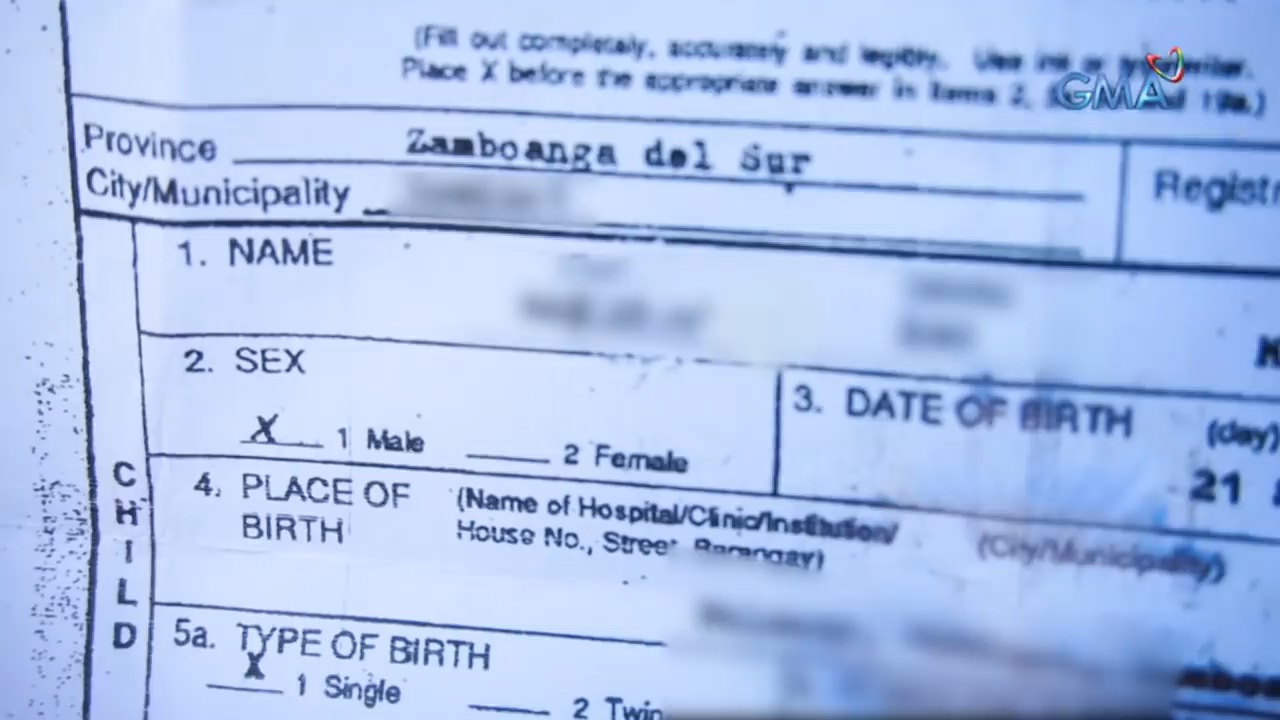 (Fill out completely, accurately and legibly. Use ink or typewriter.
Place X before the appropriate answer in items 2,
GMA
Province Zamboanga del Sur
City/Municipality
Registr
1. NAME
2. SEX
X 1 Male 2 Female
3. DATE OF BIRTH (day)
21
4. PLACE OF BIRTH
(Name of Hospital/Clinic/Institution/
House No., Street, Barangay)
(City/Municipality)
CHILD
5a. TYPE OF BIRTH
X 1 Single 2 Twin